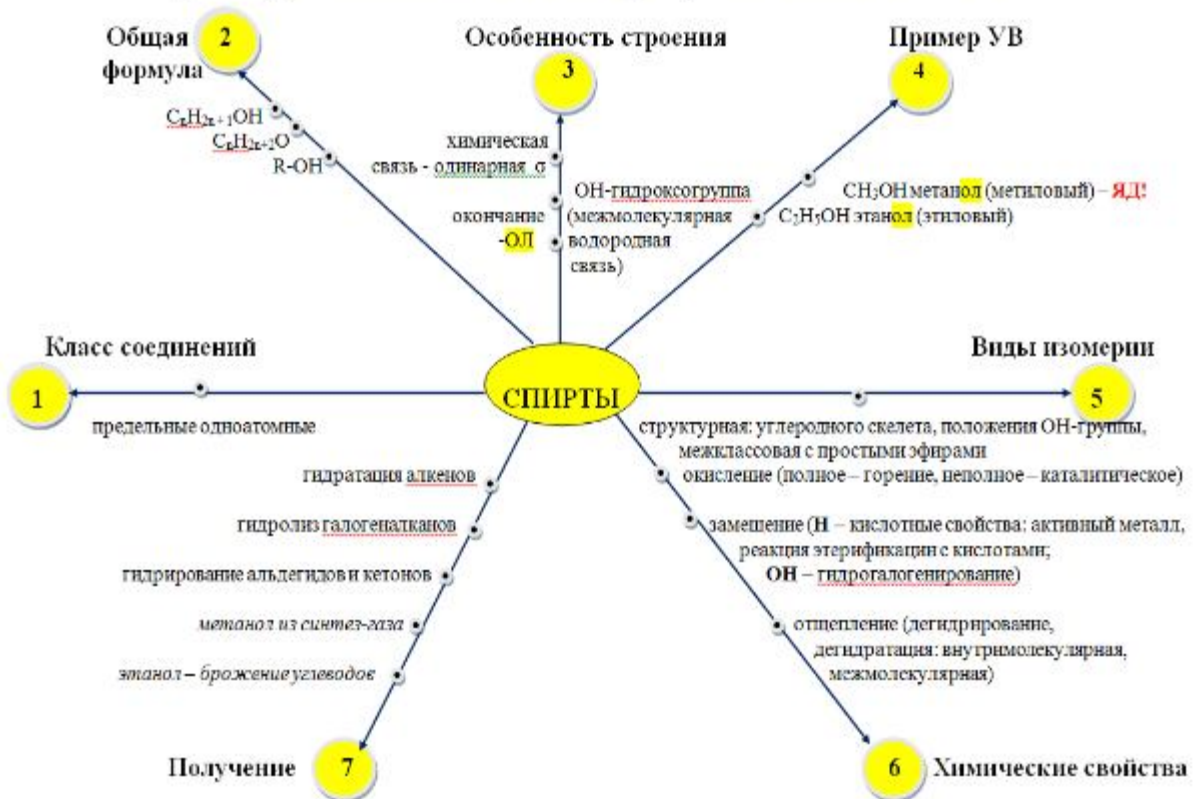 Общая
формула
2
CnH2n+1OH
CnH2n+2O
R-OH
Особенность строения
3
химическая
связь - одинарная σ
OH-гидроксогруппа
(межмолекулярная
водородная
связь)
окончание
-ОЛ
Пример УВ
4
CH3OH метанол (метиловый) – ЯД!
C2H5OH этанол (этиловый)
Класс соединений
1
предельные одноатомные
СПИРТЫ
Виды изомерии
5
структурная: углеродного скелета, положения ОН-группы,
межклассовая с простыми эфирами
окисление (полное – горение, неполное – каталитическое)
замещение (Н – кислотные свойства: активный металл,
реакция этерификации с кислотами;
ОН – гидрогалогенирование)
отщепление (дегидрирование,
дегидратация: внутримолекулярная,
межмолекулярная)
6
Химические свойства
гидратация алкенов
гидролиз галогеналканов
гидрирование альдегидов и кетонов
метанол из синтез-газа
этанол – брожение углеводов
Получение
7